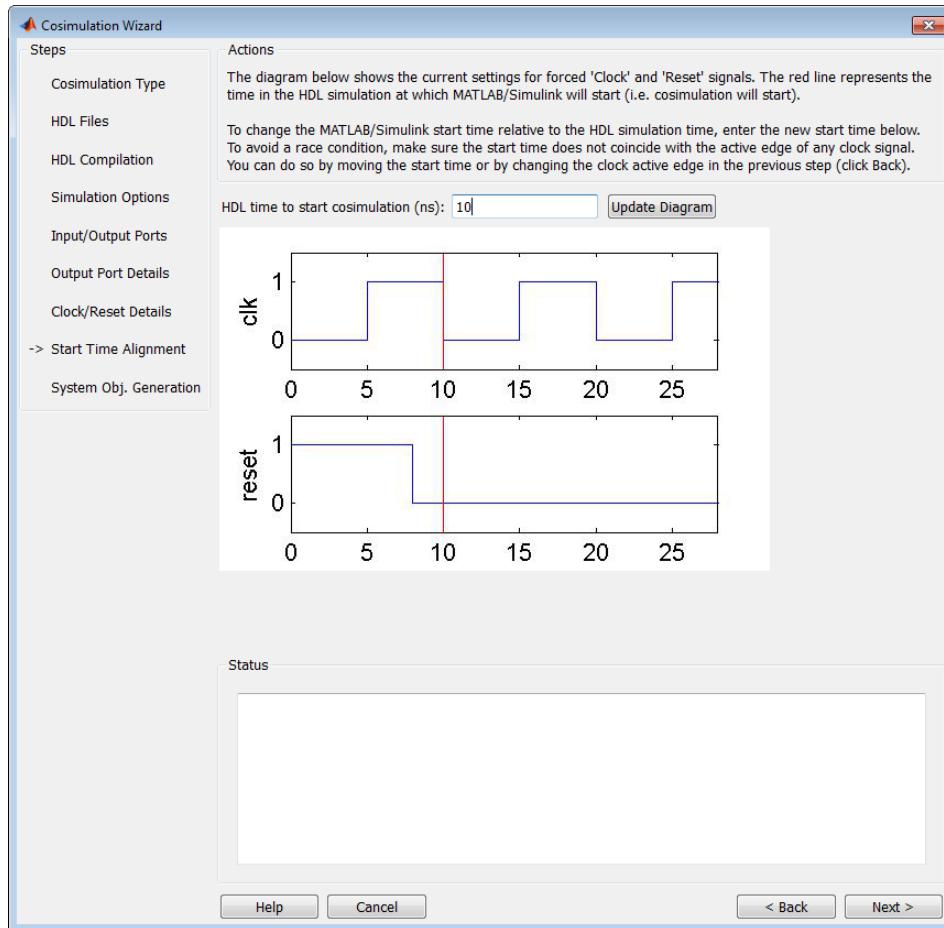 Cosimulation Wizard
Steps
Cosimulation Type
HDL Files
HDL Compilation
Simulation Options
Input/Output Ports
Output Port Details
Clock/Reset Details
-> Start Time Alignment
System Obj. Generation
Actions
The diagram below shows the current settings for forced 'Clock' and 'Reset' signals. The red line represents the
time in the HDL simulation at which MATLAB/Simulink will start (i.e. cosimulation will start).
To change the MATLAB/Simulink start time relative to the HDL simulation time, enter the new start time below.
To avoid a race condition, make sure the start time does not coincide with the active edge of any clock signal.
You can do so by moving the start time or by changing the clock active edge in the previous step (click Back).
HDL time to start cosimulation (ns): 10 Update Diagram
clk
1
0
0 5 10 15 20 25
reset
1
0
0 5 10 15 20 25
Status
Help Cancel < Back Next >